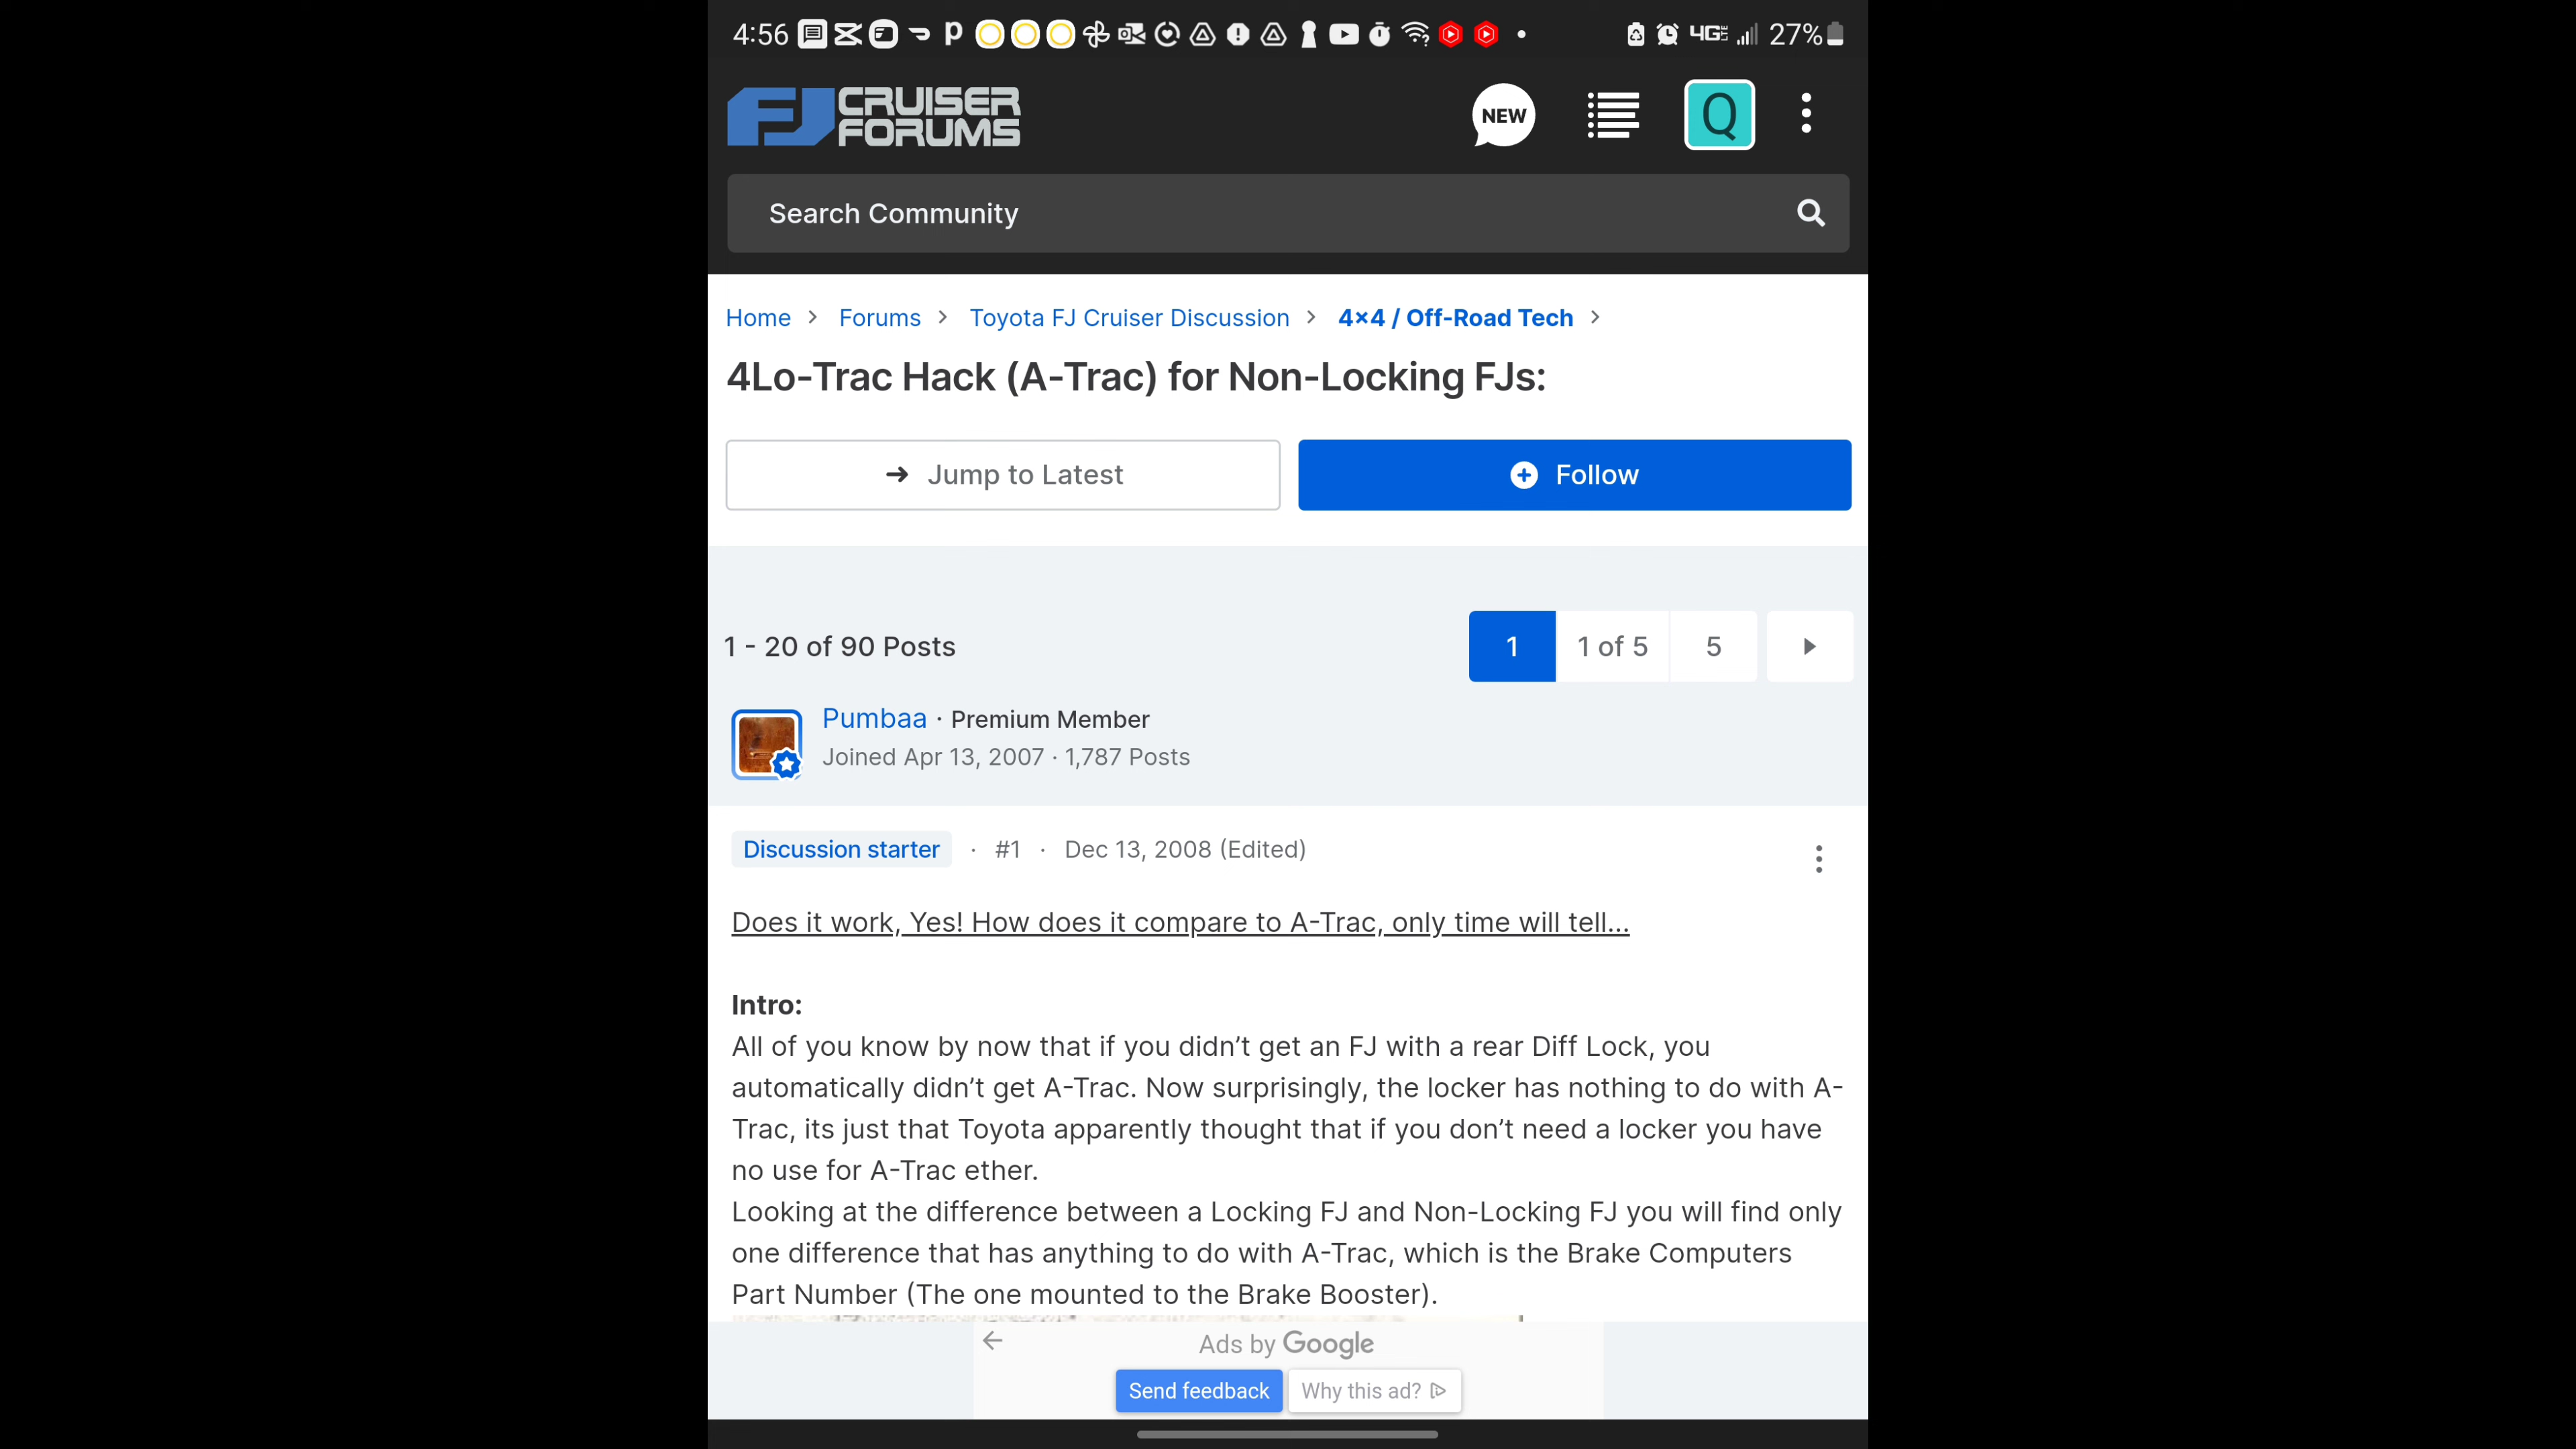 4:56 27%
4G LTE
FJ CRUISER
FORUMS
NEW
Q
Search Community
Home > Forums > Toyota FJ Cruiser Discussion > 4×4 / Off-Road Tech >
4Lo-Trac Hack (A-Trac) for Non-Locking FJs:
→ Jump to Latest
Follow
1 - 20 of 90 Posts
1 1 of 5 5
Pumbaa · Premium Member
Joined Apr 13, 2007 · 1,787 Posts
Discussion starter · #1 · Dec 13, 2008 (Edited)
Does it work, Yes! How does it compare to A-Trac, only time will tell...
Intro:
All of you know by now that if you didn’t get an FJ with a rear Diff Lock, you
automatically didn’t get A-Trac. Now surprisingly, the locker has nothing to do with A-
Trac, its just that Toyota apparently thought that if you don’t need a locker you have
no use for A-Trac ether.
Looking at the difference between a Locking FJ and Non-Locking FJ you will find only
one difference that has anything to do with A-Trac, which is the Brake Computers
Part Number (The one mounted to the Brake Booster).
Ads by Google
Send feedback
Why this ad?